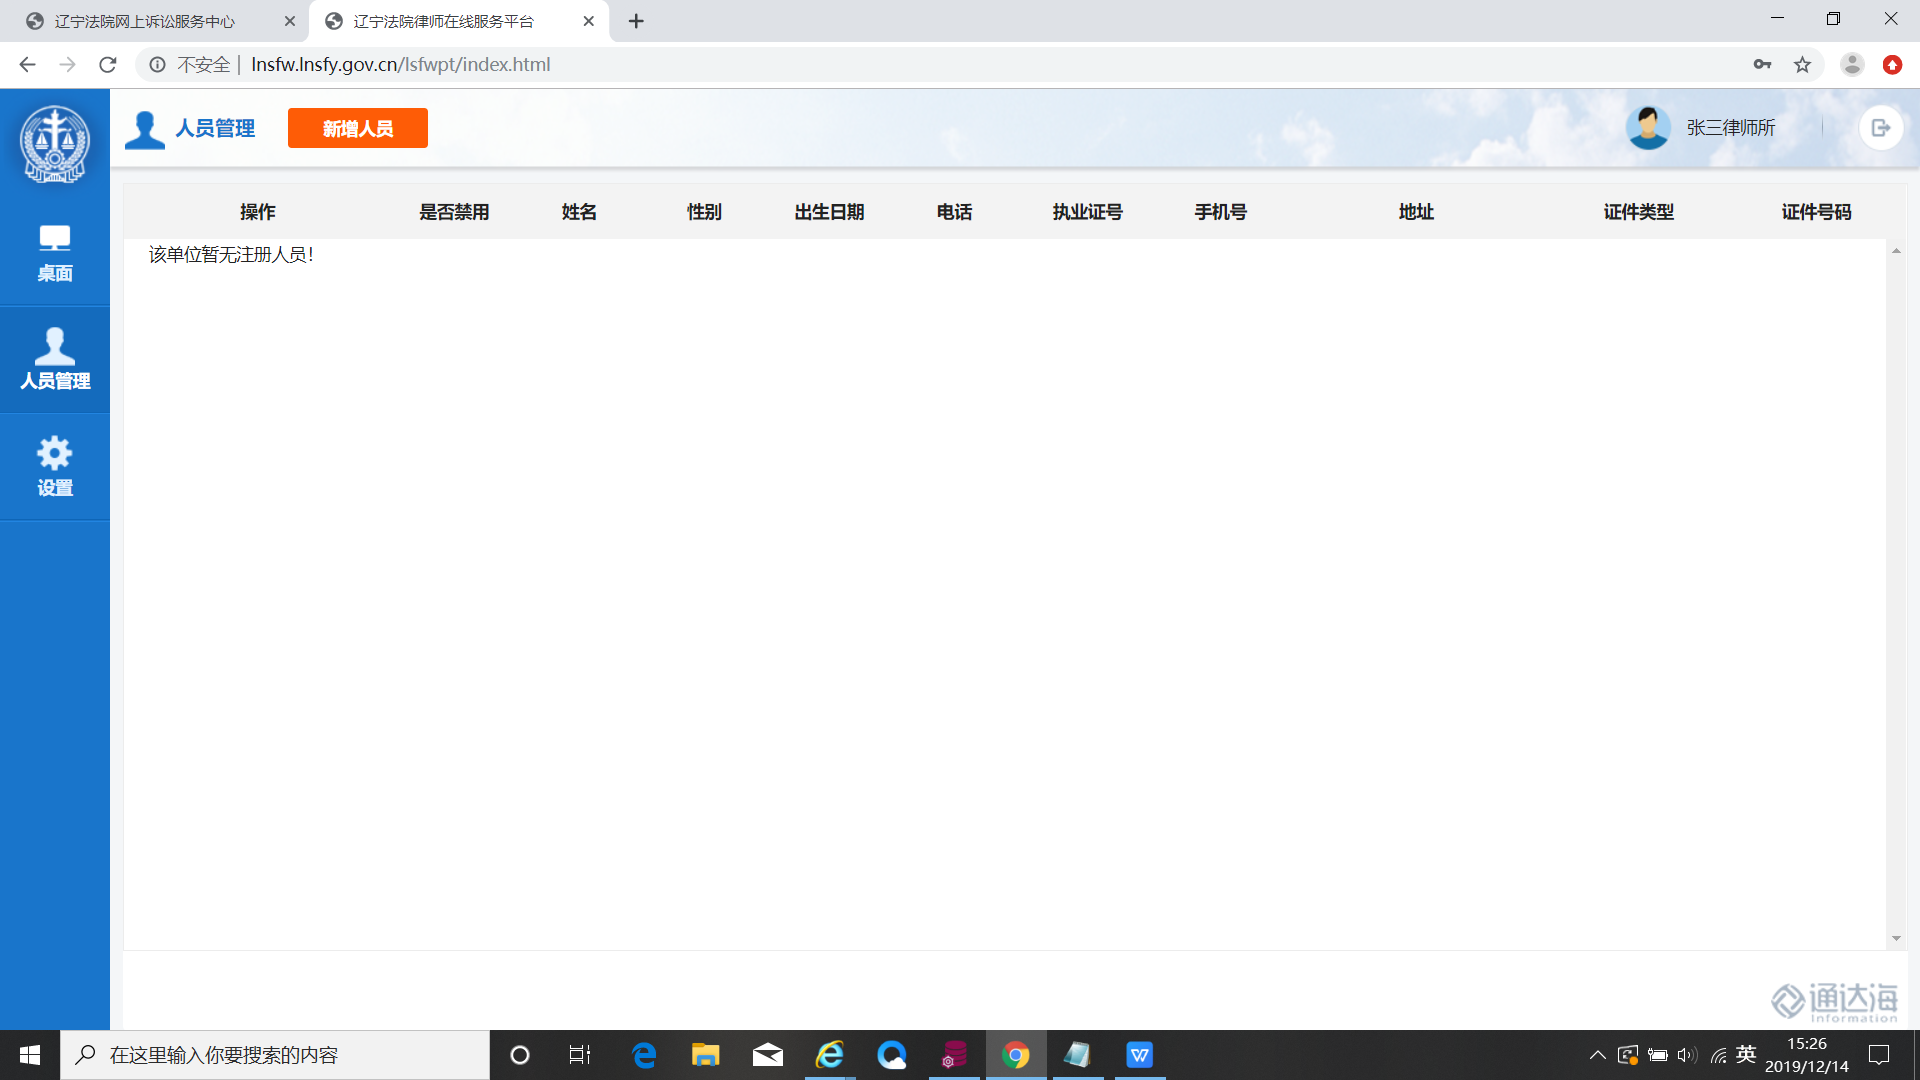 辽宁法院网上诉讼服务中心
辽宁法院律师在线服务平台
不安全 | lnsfw.lnsfy.gov.cn/lsfwpt/index.html
人员管理
新增人员
张三律师所
桌面
人员管理
设置
操作 是否禁用 姓名 性别 出生日期 电话 执业证号 手机号 地址 证件类型 证件号码
该单位暂无注册人员!
通达海
Information
在这里输入你要搜索的内容
英
15:26
2019/12/14